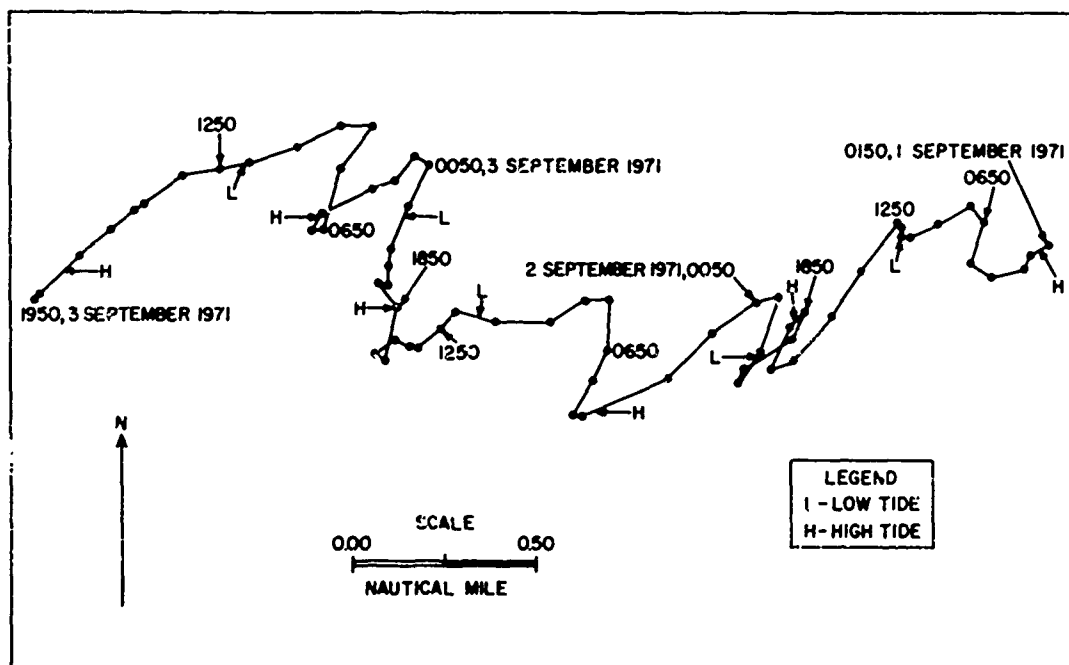 1250
0150, 1 SEPTEMBER 1971
0650
L
0050, 3 SEPTEMBER 1971
1250
H
L
0650
L
H
1850
2 SEPTEMBER 1971, 0050
1850
H
H
L
1950, 3 SEPTEMBER 1971
H
1250
0650
L
H
N
LEGEND
L - LOW TIDE
H - HIGH TIDE
SCALE
0.00 0.50
NAUTICAL MILE